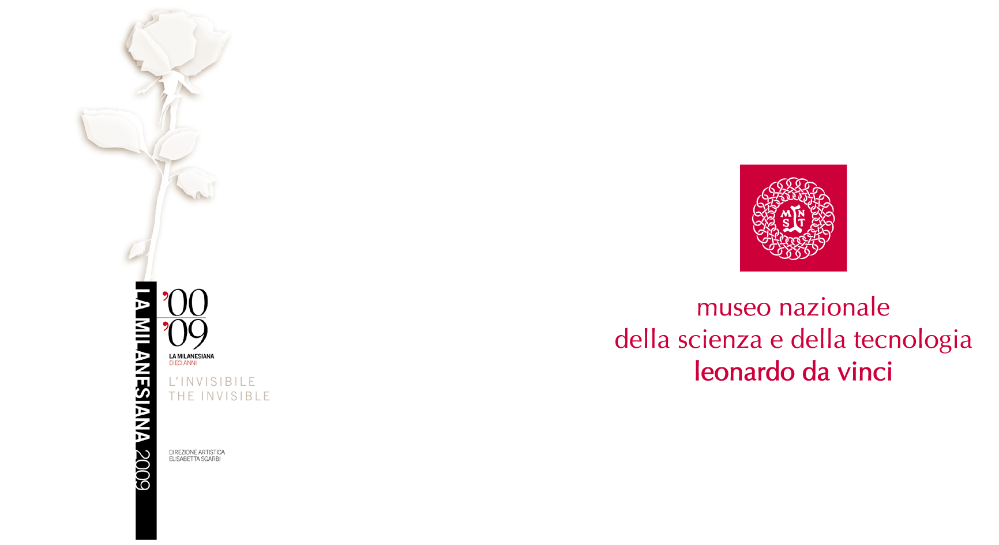 LA MILANESIANA 2009
'00
'09
LA MILANESIANA
DIECI ANNI
L'INVISIBILE
THE INVISIBLE
DIREZIONE ARTISTICA
ELISABETTA SGARBI
M N
S T
museo nazionale
della scienza e della tecnologia
leonardo da vinci